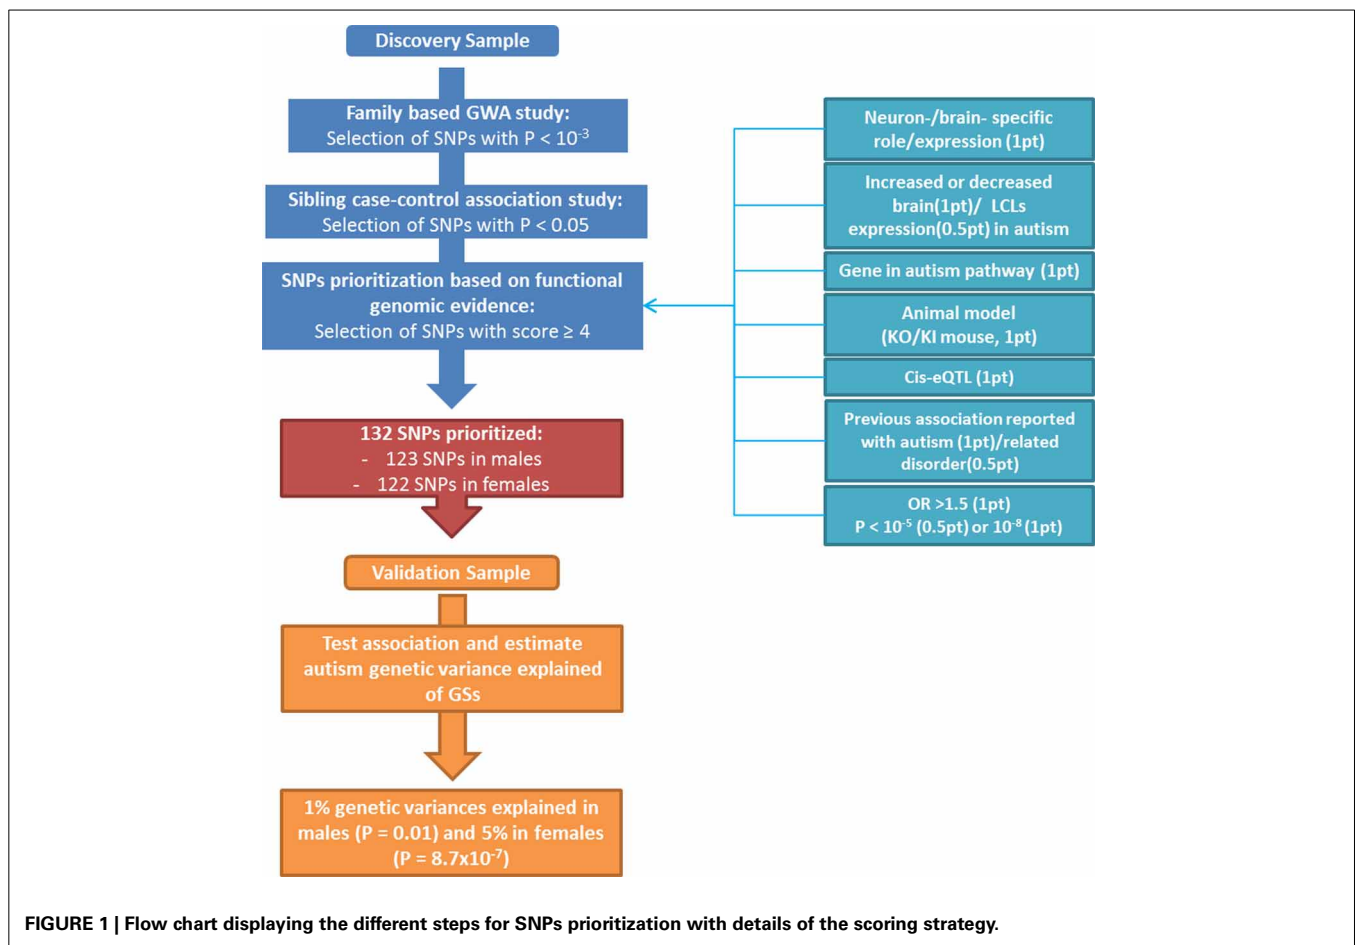 Discovery Sample
Family based GWA study:
Selection of SNPs with P < 10⁻³
Sibling case-control association study:
Selection of SNPs with P < 0.05
SNPs prioritization based on functional
genomic evidence:
Selection of SNPs with score ≥ 4
132 SNPs prioritized:
- 123 SNPs in males
- 122 SNPs in females
Validation Sample
Test association and estimate
autism genetic variance explained
of GSs
1% genetic variances explained in
males (P = 0.01) and 5% in females
(P = 8.7x10⁻⁷)
Neuron-/brain- specific
role/expression (1pt)
Increased or decreased
brain(1pt)/ LCLs
expression(0.5pt) in autism
Gene in autism pathway (1pt)
Animal model
(KO/KI mouse, 1pt)
Cis-eQTL (1pt)
Previous association reported
with autism (1pt)/related
disorder(0.5pt)
OR >1.5 (1pt)
P < 10⁻⁵ (0.5pt) or 10⁻⁸ (1pt)
FIGURE 1 | Flow chart displaying the different steps for SNPs prioritization with details of the scoring strategy.